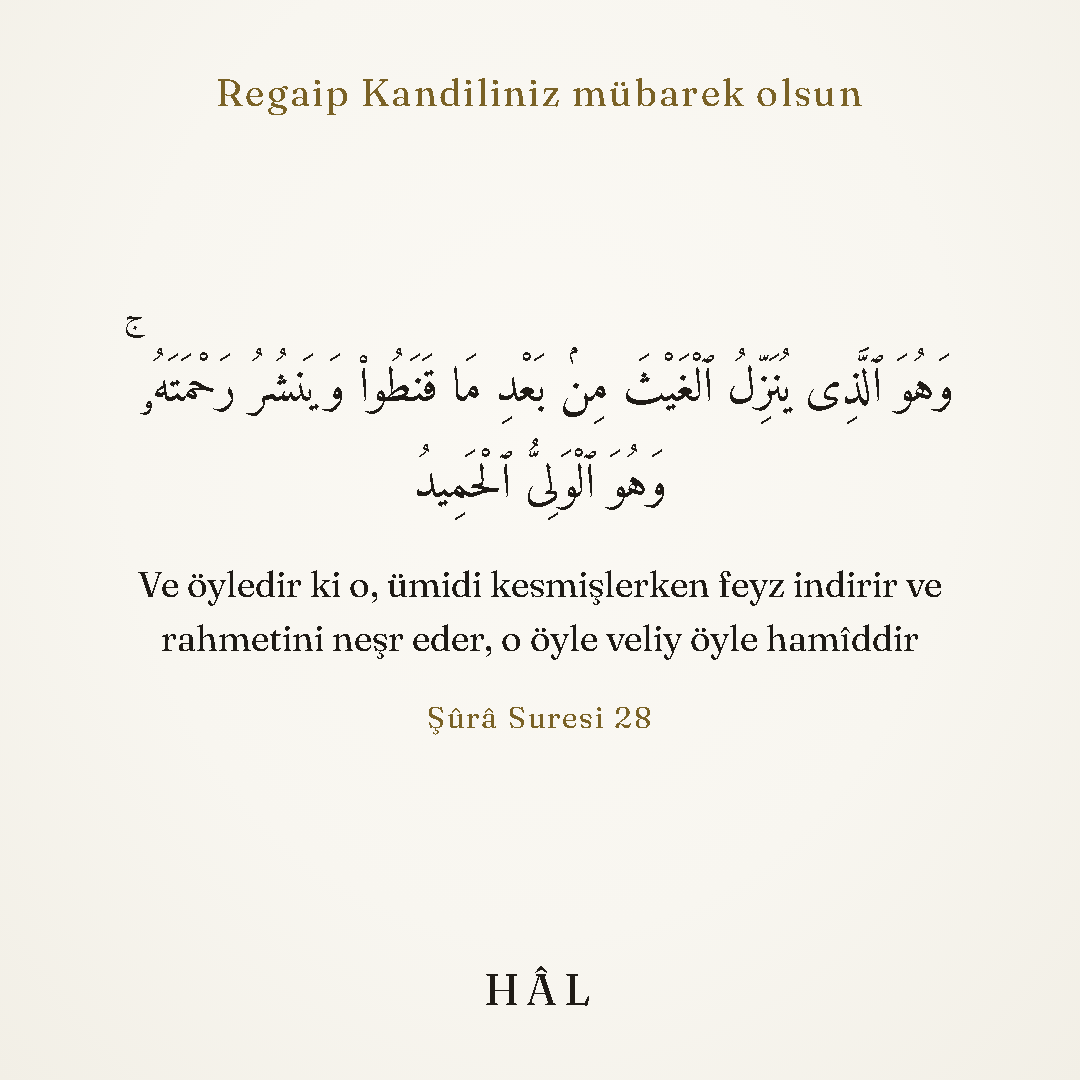 Regaip Kandiliniz mübarek olsun
وَهُوَ ٱلَّذِى يُنَزِّلُ ٱلْغَيْثَ مِنۢ بَعْدِ مَا قَنَطُوا۟ وَيَنشُرُ رَحْمَتَهُۥ ۚ
وَهُوَ ٱلْوَلِىُّ ٱلْحَمِيدُ
Ve öyledir ki o, ümidi kesmişlerken feyz indirir ve
rahmetini neşr eder, o öyle veliy öyle hamîddir
Şûrâ Suresi 28
HÂL